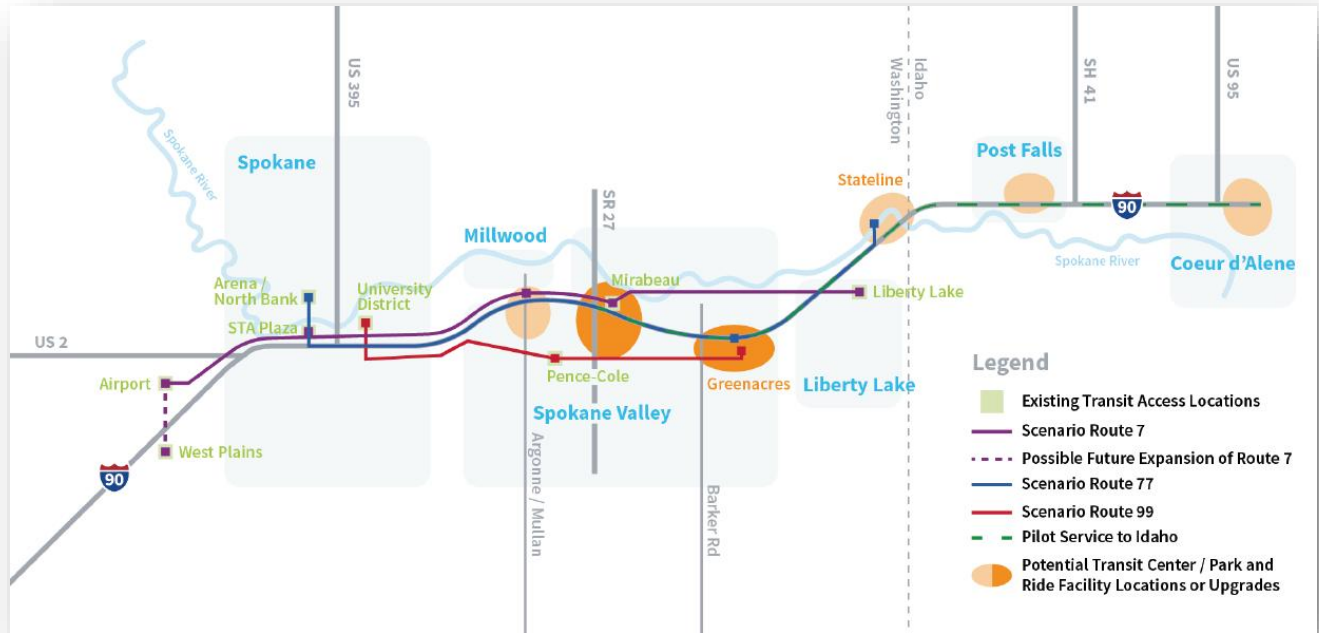 US 395
Idaho
Washington
SH 41
US 95
Spokane River
Spokane
Post Falls
Stateline
SR 27
90
Millwood
Spokane River
Coeur d'Alene
Arena /
North Bank
University
District
Mirabeau
Liberty Lake
STA Plaza
US 2
Airport
Pence-Cole
Greenacres
Liberty Lake
Spokane Valley
West Plains
90
Argonne / Mullan
Barker Rd
Legend
Existing Transit Access Locations
Scenario Route 7
Possible Future Expansion of Route 7
Scenario Route 77
Scenario Route 99
Pilot Service to Idaho
Potential Transit Center / Park and
Ride Facility Locations or Upgrades